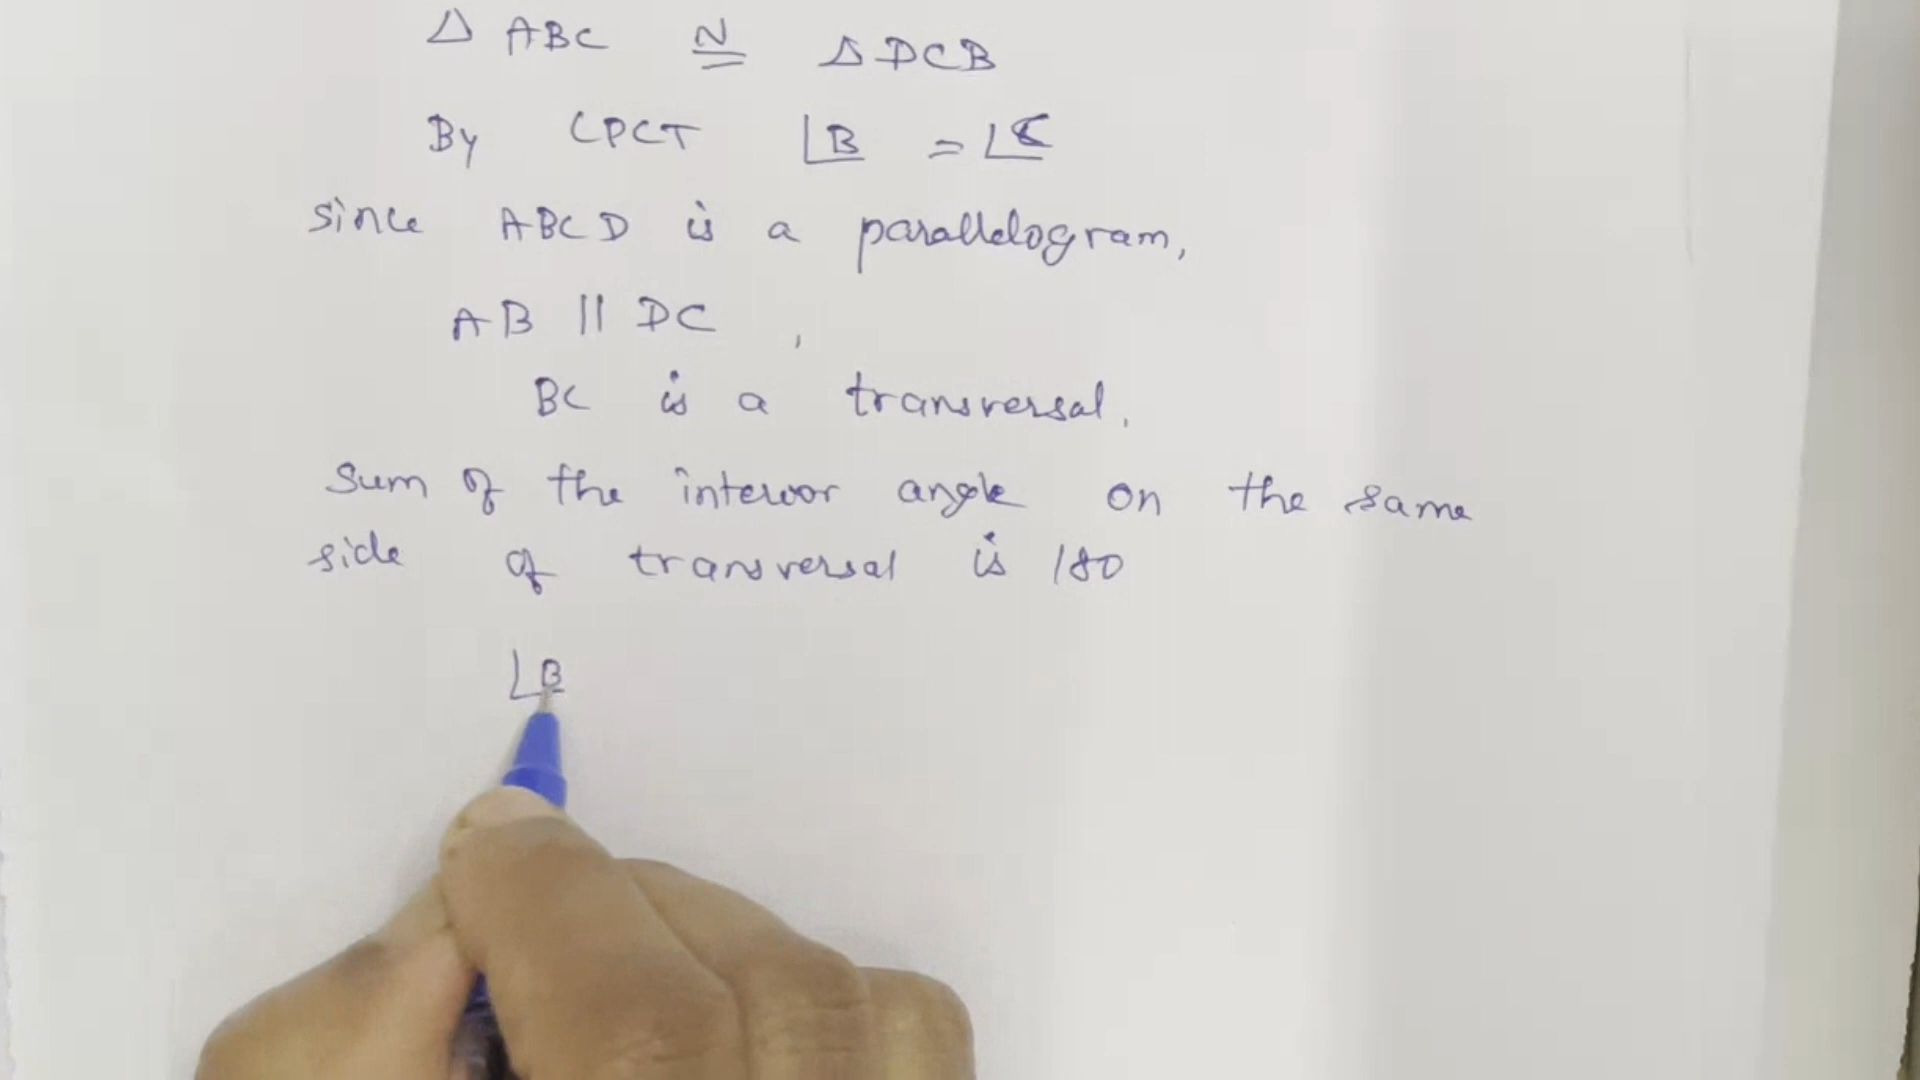 △ ABC ≅ △ DCB
By CPCT ∠B = ∠C
since ABCD is a parallelogram,
AB || DC ,
BC is a transversal.
Sum of the interior angle on the same
side of transversal is 180
∠B